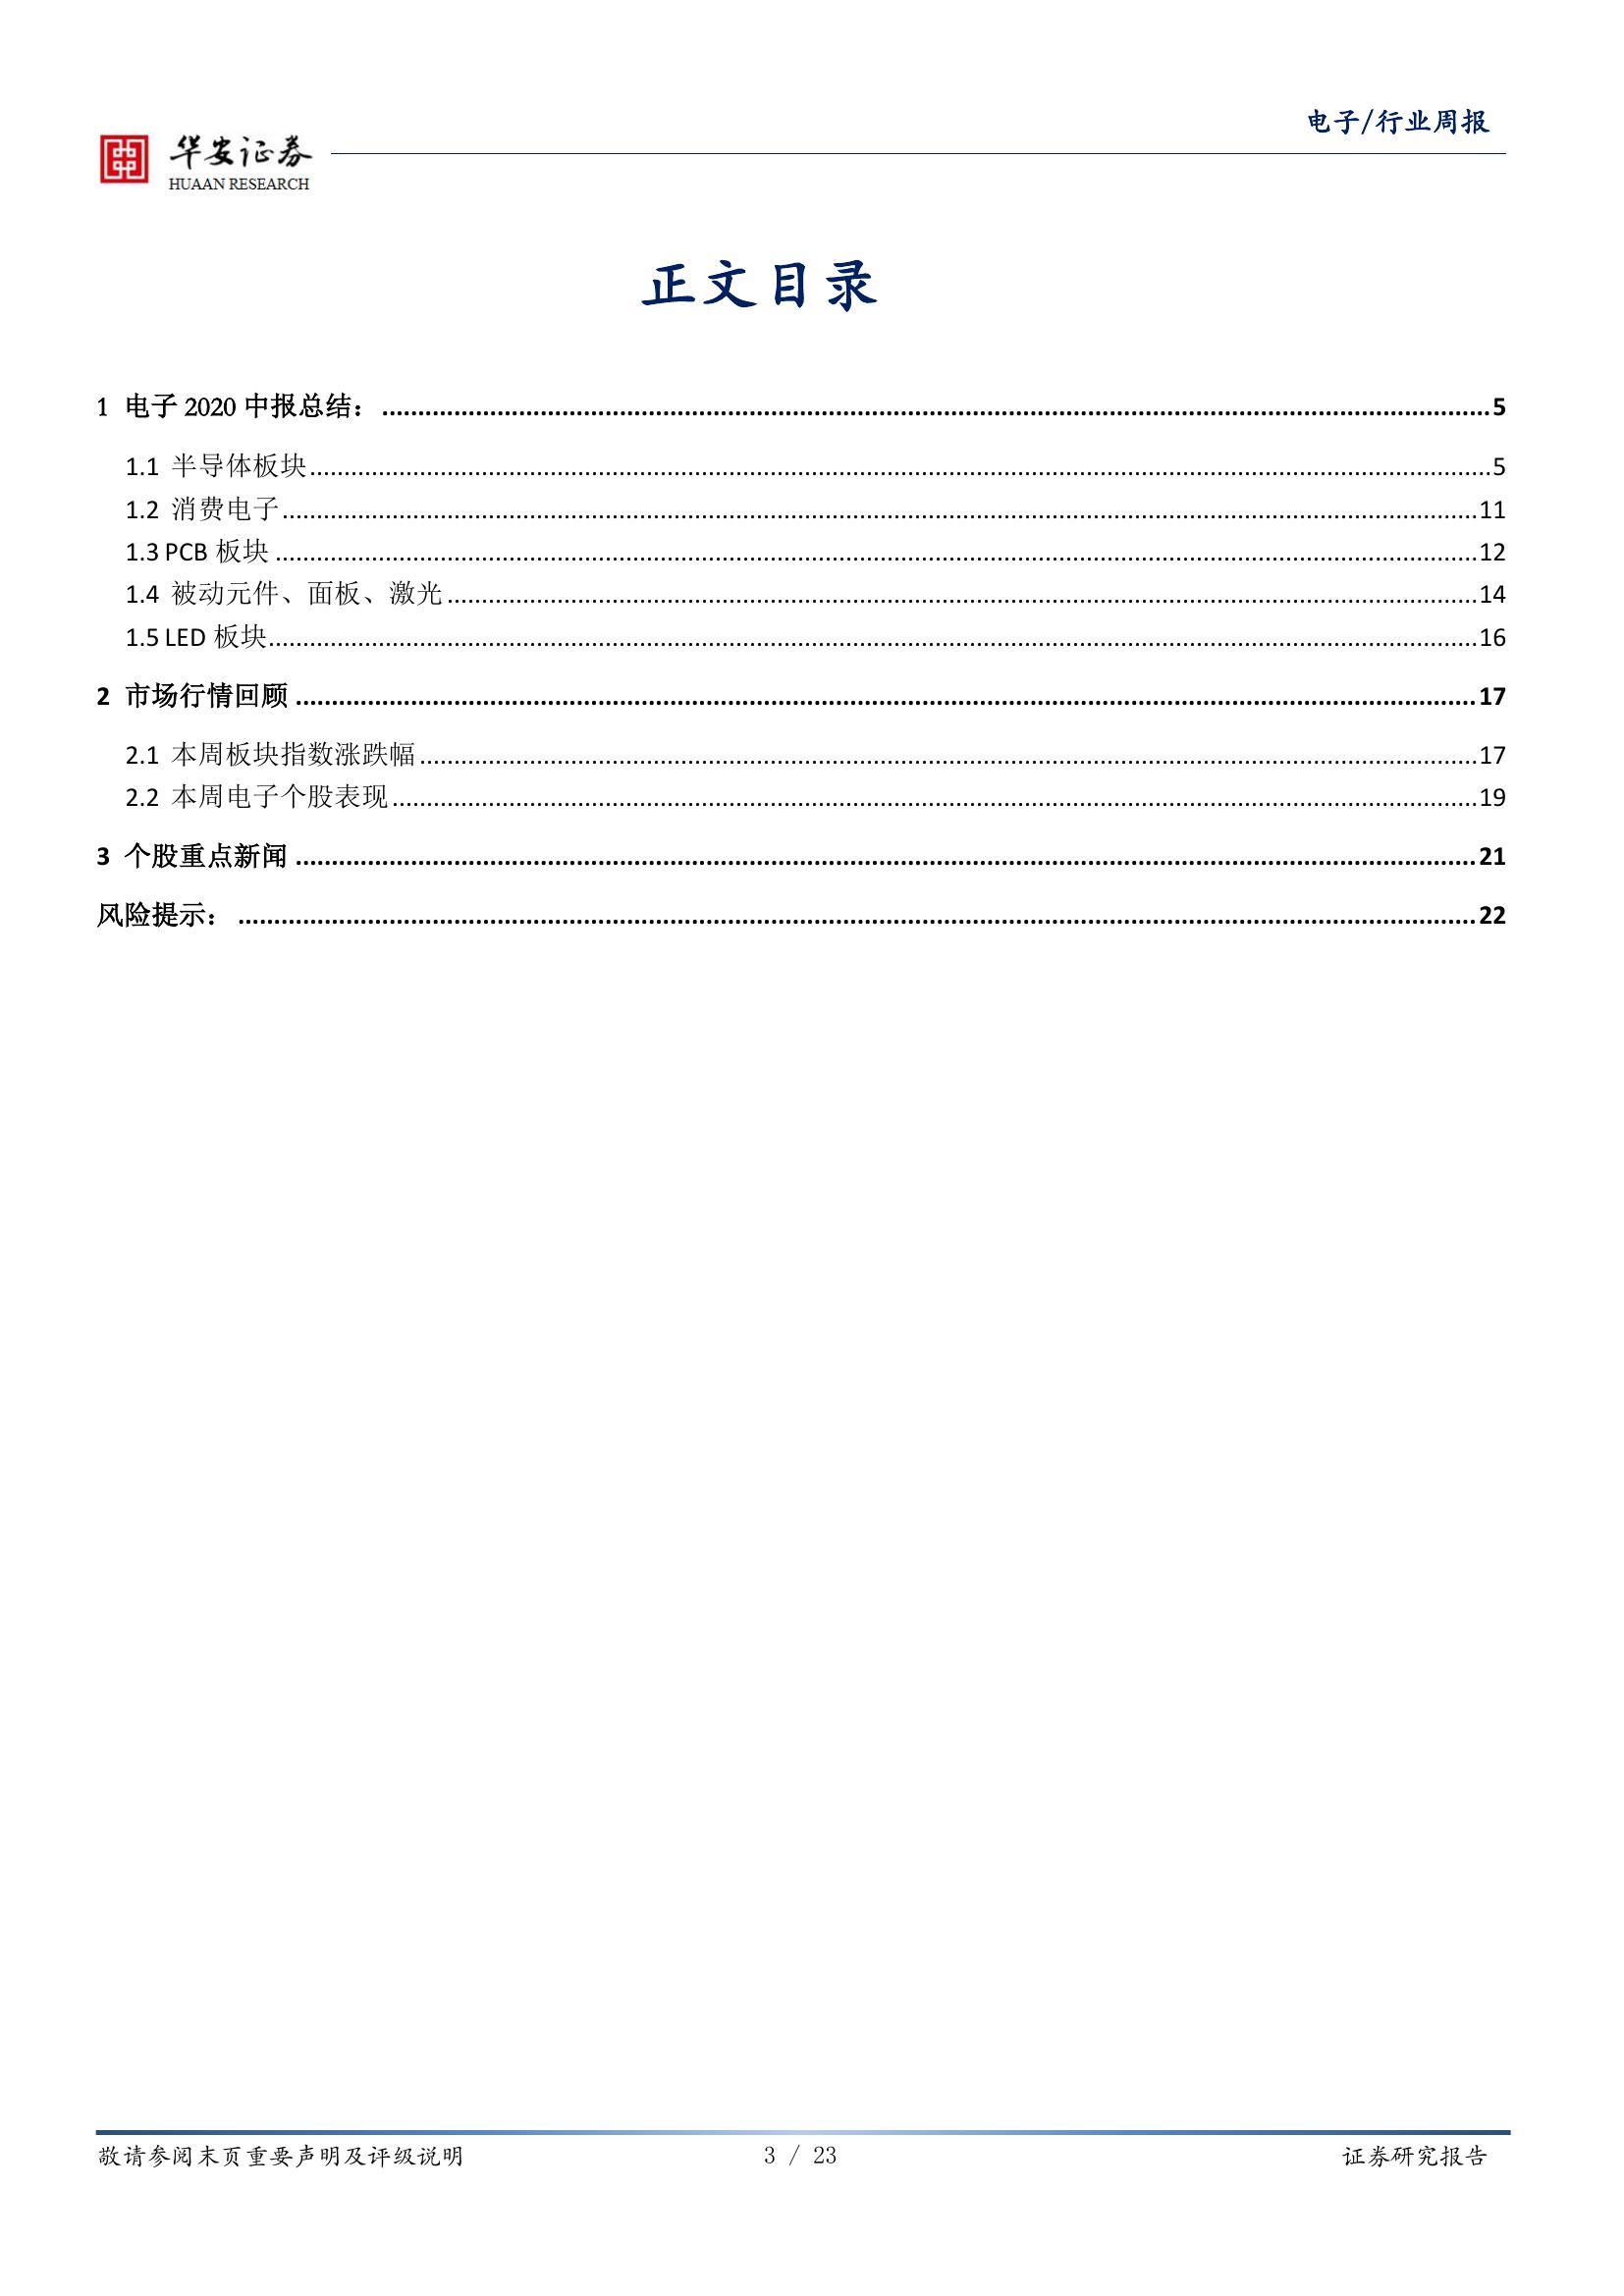 电子/行业周报
华安证券
HUAAN RESEARCH
正文目录
1 电子 2020 中报总结：........................5
1.1 半导体板块........................5
1.2 消费电子........................11
1.3 PCB 板块........................12
1.4 被动元件、面板、激光........................14
1.5 LED 板块........................16
2 市场行情回顾........................17
2.1 本周板块指数涨跌幅........................17
2.2 本周电子个股表现........................19
3 个股重点新闻........................21
风险提示：........................22
敬请参阅末页重要声明及评级说明 3 / 23 证券研究报告